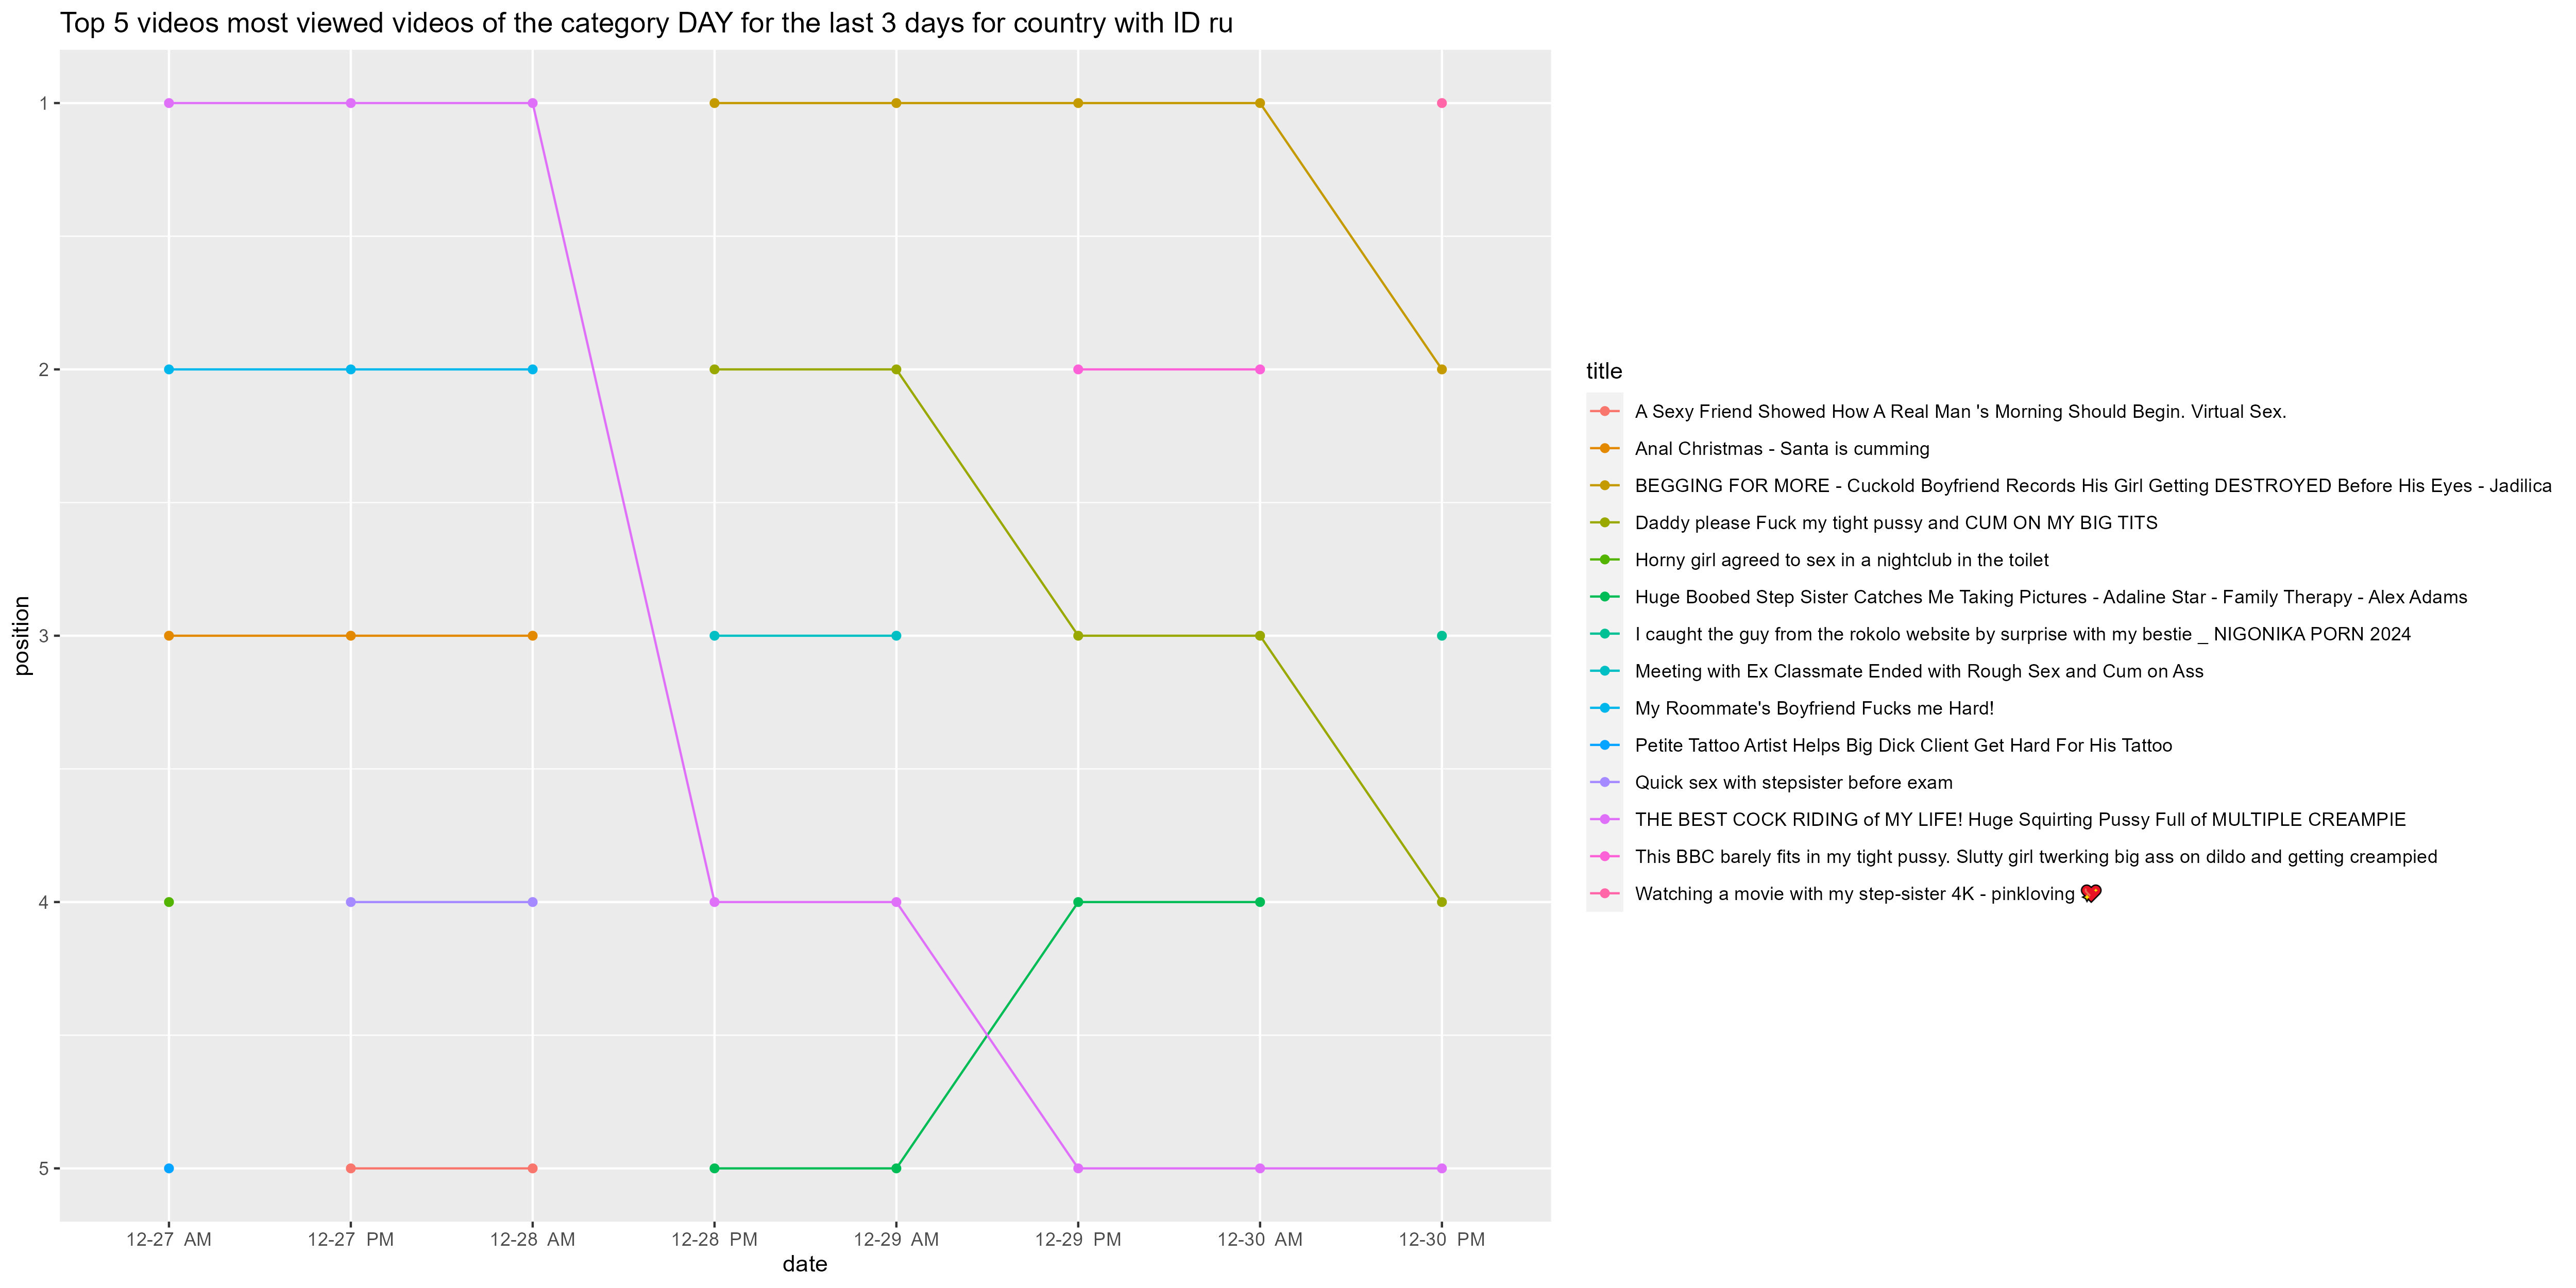 Top 5 videos most viewed videos of the category DAY for the last 3 days for country with ID ru
1
2
3
4
5
position
12-27 AM
12-27 PM
12-28 AM
12-28 PM
12-29 AM
12-29 PM
12-30 AM
12-30 PM
date
title
A Sexy Friend Showed How A Real Man 's Morning Should Begin. Virtual Sex.
Anal Christmas - Santa is cumming
BEGGING FOR MORE - Cuckold Boyfriend Records His Girl Getting DESTROYED Before His Eyes - Jadilica
Daddy please Fuck my tight pussy and CUM ON MY BIG TITS
Horny girl agreed to sex in a nightclub in the toilet
Huge Boobed Step Sister Catches Me Taking Pictures - Adaline Star - Family Therapy - Alex Adams
I caught the guy from the rokolo website by surprise with my bestie _ NIGONIKA PORN 2024
Meeting with Ex Classmate Ended with Rough Sex and Cum on Ass
My Roommate's Boyfriend Fucks me Hard!
Petite Tattoo Artist Helps Big Dick Client Get Hard For His Tattoo
Quick sex with stepsister before exam
THE BEST COCK RIDING of MY LIFE! Huge Squirting Pussy Full of MULTIPLE CREAMPIE
This BBC barely fits in my tight pussy. Slutty girl twerking big ass on dildo and getting creampied
Watching a movie with my step-sister 4K - pinkloving 💖